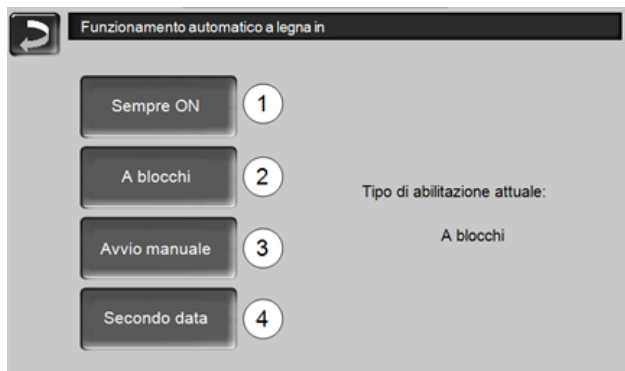 Funzionamento automatico a legna in
Sempre ON
1
A blocchi
2
Tipo di abilitazione attuale:
A blocchi
Avvio manuale
3
Secondo data
4